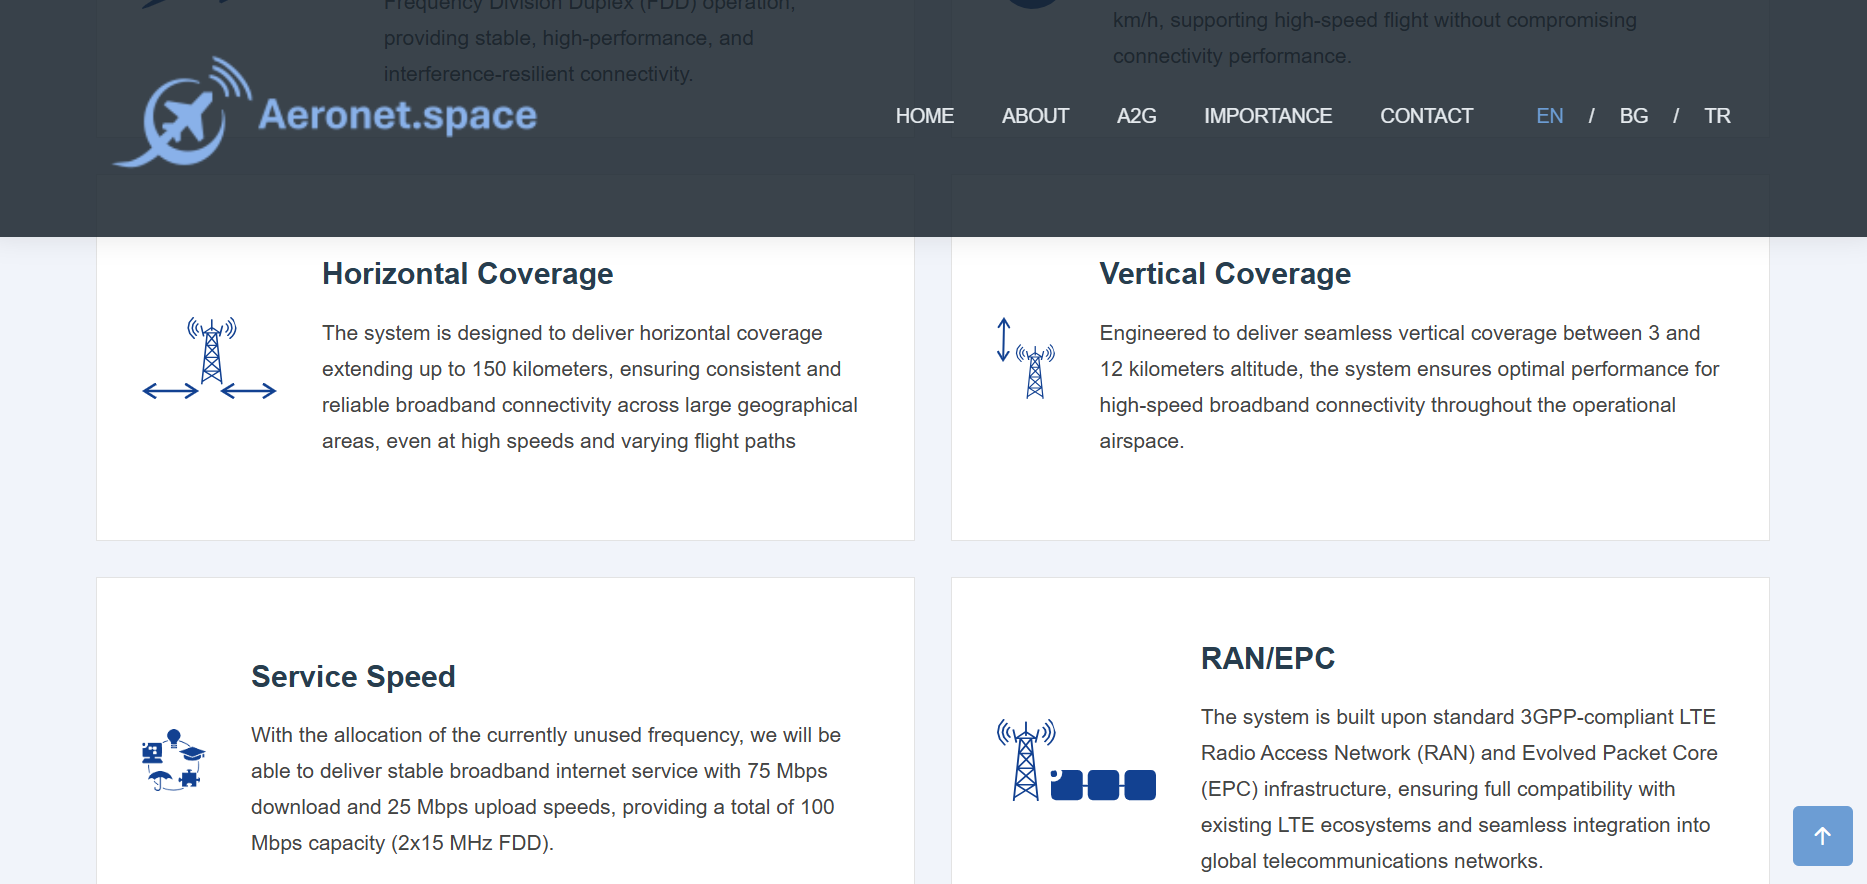 Frequency Division Duplex (FDD) operation,
providing stable, high-performance, and
interference-resilient connectivity.
km/h, supporting high-speed flight without compromising
connectivity performance.
Aeronet.space
HOME ABOUT A2G IMPORTANCE CONTACT EN / BG / TR
Horizontal Coverage
The system is designed to deliver horizontal coverage
extending up to 150 kilometers, ensuring consistent and
reliable broadband connectivity across large geographical
areas, even at high speeds and varying flight paths
Vertical Coverage
Engineered to deliver seamless vertical coverage between 3 and
12 kilometers altitude, the system ensures optimal performance for
high-speed broadband connectivity throughout the operational
airspace.
Service Speed
With the allocation of the currently unused frequency, we will be
able to deliver stable broadband internet service with 75 Mbps
download and 25 Mbps upload speeds, providing a total of 100
Mbps capacity (2x15 MHz FDD).
RAN/EPC
The system is built upon standard 3GPP-compliant LTE
Radio Access Network (RAN) and Evolved Packet Core
(EPC) infrastructure, ensuring full compatibility with
existing LTE ecosystems and seamless integration into
global telecommunications networks.